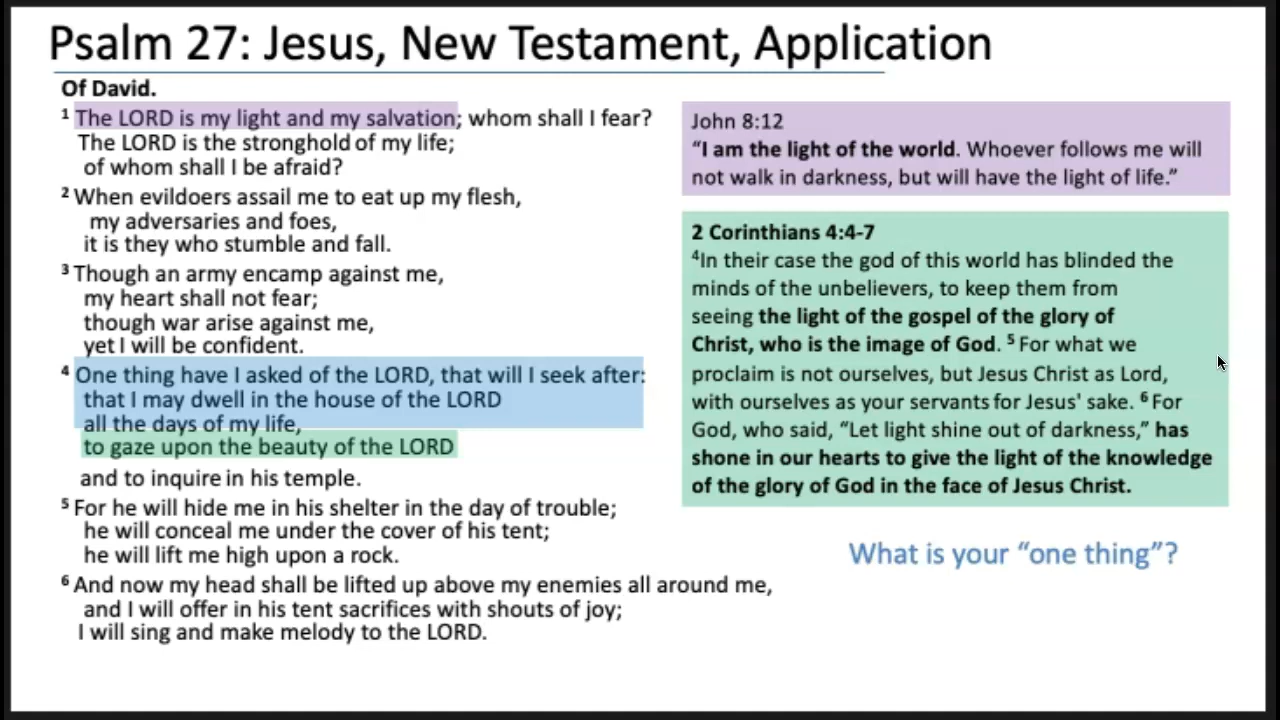 Psalm 27: Jesus, New Testament, Application
Of David.
1 The LORD is my light and my salvation; whom shall I fear?
The LORD is the stronghold of my life;
of whom shall I be afraid?
2 When evildoers assail me to eat up my flesh,
my adversaries and foes,
it is they who stumble and fall.
3 Though an army encamp against me,
my heart shall not fear;
though war arise against me,
yet I will be confident.
4 One thing have I asked of the LORD, that will I seek after:
that I may dwell in the house of the LORD
all the days of my life,
to gaze upon the beauty of the LORD
and to inquire in his temple.
5 For he will hide me in his shelter in the day of trouble;
he will conceal me under the cover of his tent;
he will lift me high upon a rock.
6 And now my head shall be lifted up above my enemies all around me,
and I will offer in his tent sacrifices with shouts of joy;
I will sing and make melody to the LORD.
John 8:12
“I am the light of the world. Whoever follows me will
not walk in darkness, but will have the light of life.”
2 Corinthians 4:4-7
4In their case the god of this world has blinded the
minds of the unbelievers, to keep them from
seeing the light of the gospel of the glory of
Christ, who is the image of God. 5 For what we
proclaim is not ourselves, but Jesus Christ as Lord,
with ourselves as your servants for Jesus' sake. 6 For
God, who said, “Let light shine out of darkness,” has
shone in our hearts to give the light of the knowledge
of the glory of God in the face of Jesus Christ.
What is your “one thing”?